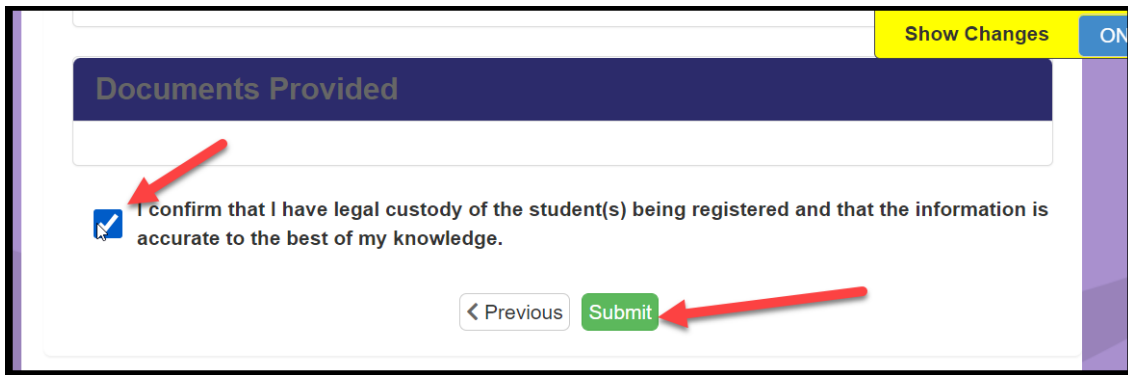 Show Changes ON
Documents Provided
I confirm that I have legal custody of the student(s) being registered and that the information is
accurate to the best of my knowledge.
Previous Submit